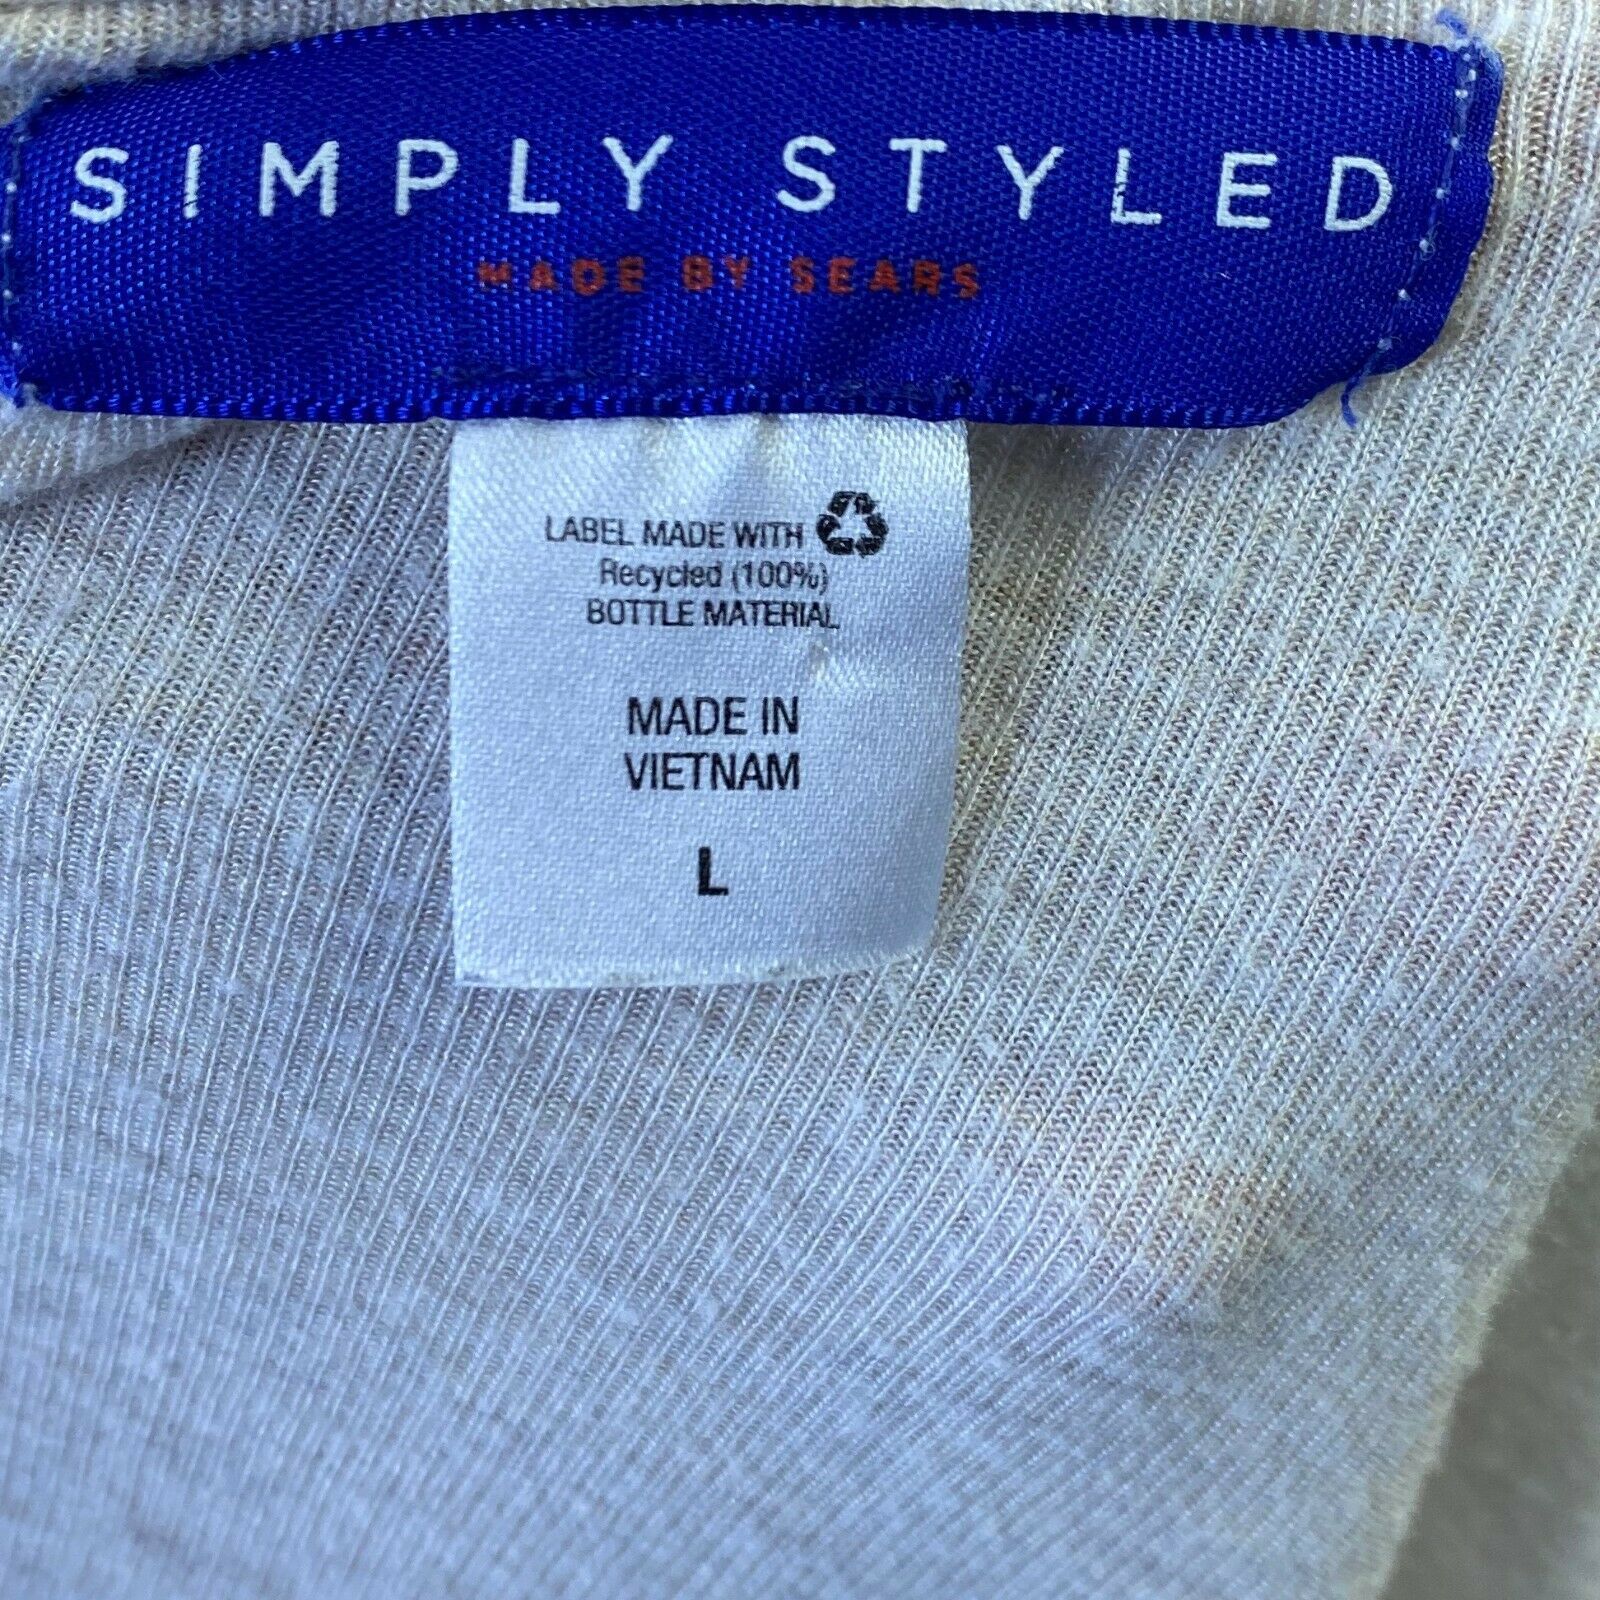 SIMPLY STYLED
MADE BY SEARS
LABEL MADE WITH
Recycled (100%)
BOTTLE MATERIAL
MADE IN
VIETNAM
L